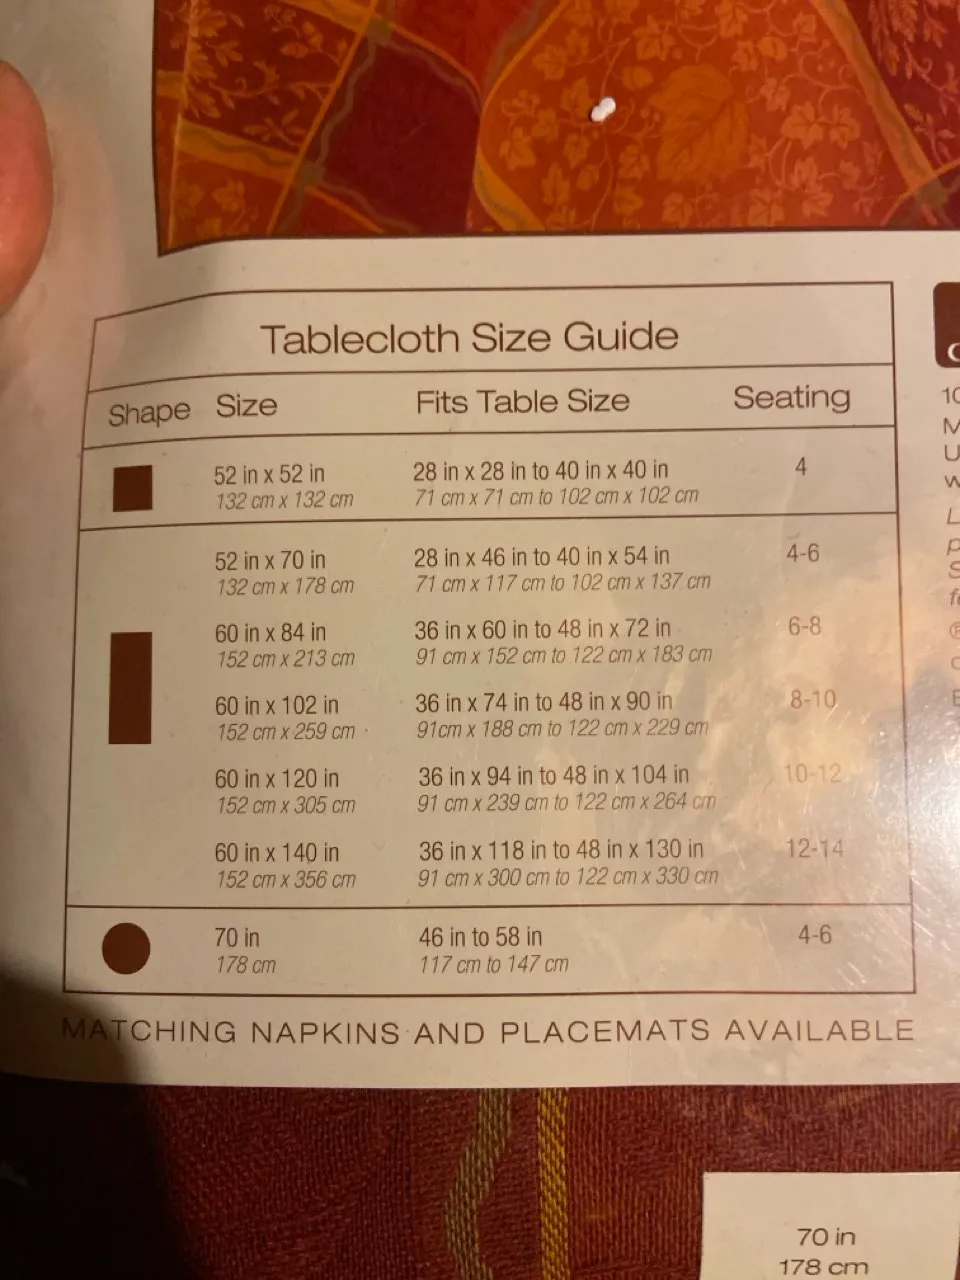 Tablecloth Size Guide
Shape Size Fits Table Size Seating
52 in x 52 in 28 in x 28 in to 40 in x 40 in 4
132 cm x 132 cm 71 cm x 71 cm to 102 cm x 102 cm
52 in x 70 in 28 in x 46 in to 40 in x 54 in 4-6
132 cm x 178 cm 71 cm x 117 cm to 102 cm x 137 cm
60 in x 84 in 36 in x 60 in to 48 in x 72 in 6-8
152 cm x 213 cm 91 cm x 152 cm to 122 cm x 183 cm
60 in x 102 in 36 in x 74 in to 48 in x 90 in 8-10
152 cm x 259 cm 91cm x 188 cm to 122 cm x 229 cm
60 in x 120 in 36 in x 94 in to 48 in x 104 in 10-12
152 cm x 305 cm 91 cm x 239 cm to 122 cm x 264 cm
60 in x 140 in 36 in x 118 in to 48 in x 130 in 12-14
152 cm x 356 cm 91 cm x 300 cm to 122 cm x 330 cm
70 in 46 in to 58 in 4-6
178 cm 117 cm to 147 cm
MATCHING NAPKINS AND PLACEMATS AVAILABLE
70 in
178 cm